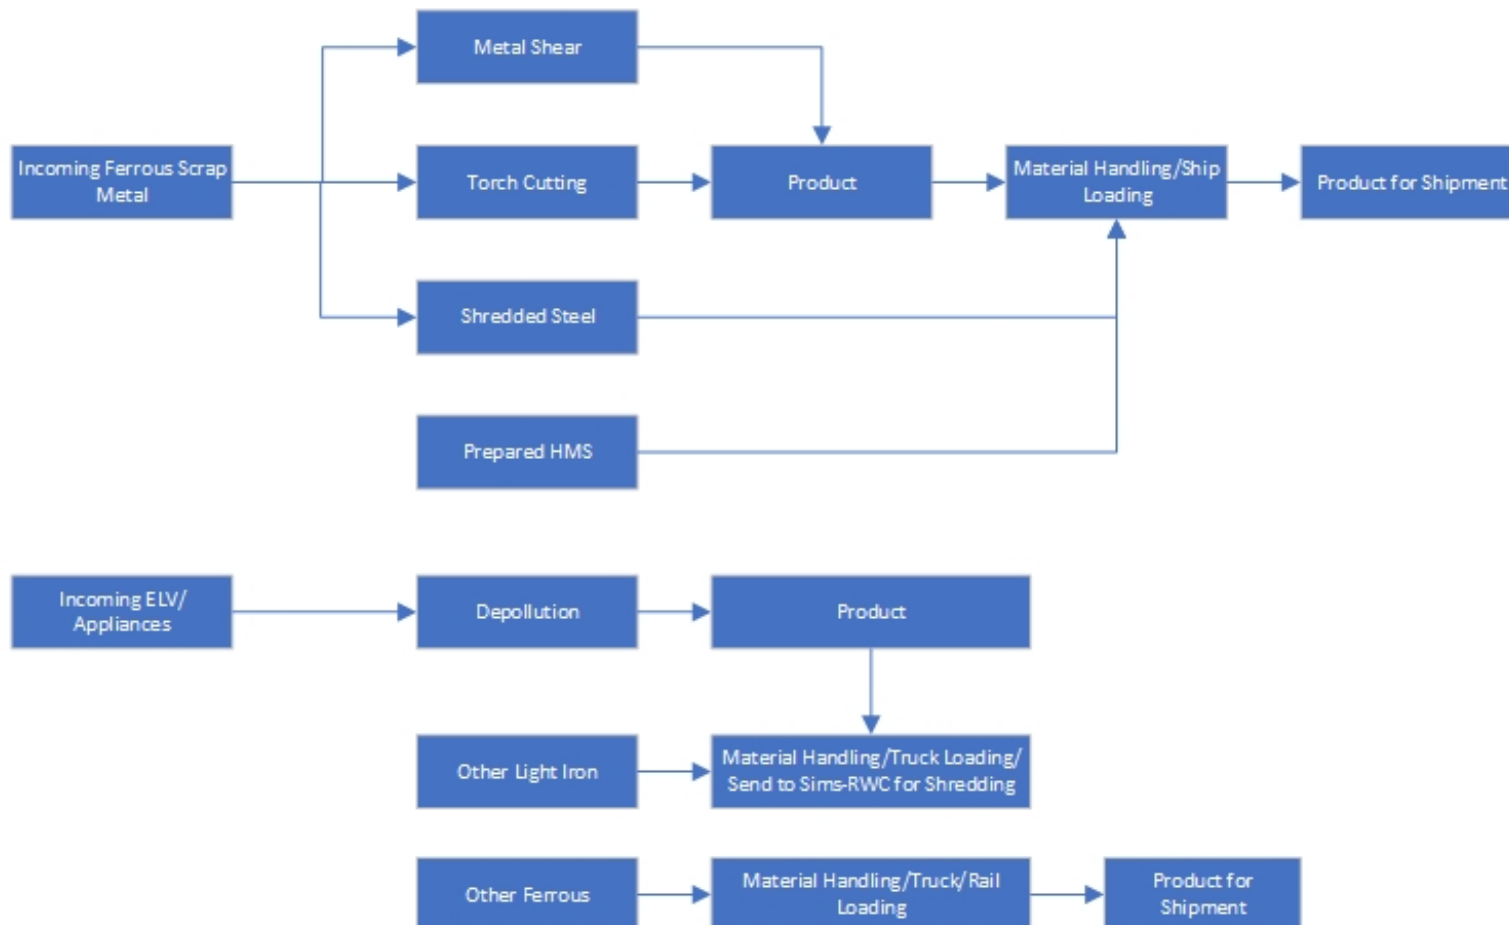 Metal Shear
Incoming Ferrous Scrap
Metal
Torch Cutting
Product
Material Handling/Ship
Loading
Product for Shipment
Shredded Steel
Prepared HMS
Incoming ELV/
Appliances
Depollution
Product
Other Light Iron
Material Handling/Truck Loading/
Send to Sims-RWC for Shredding
Other Ferrous
Material Handling/Truck/Rail
Loading
Product for
Shipment